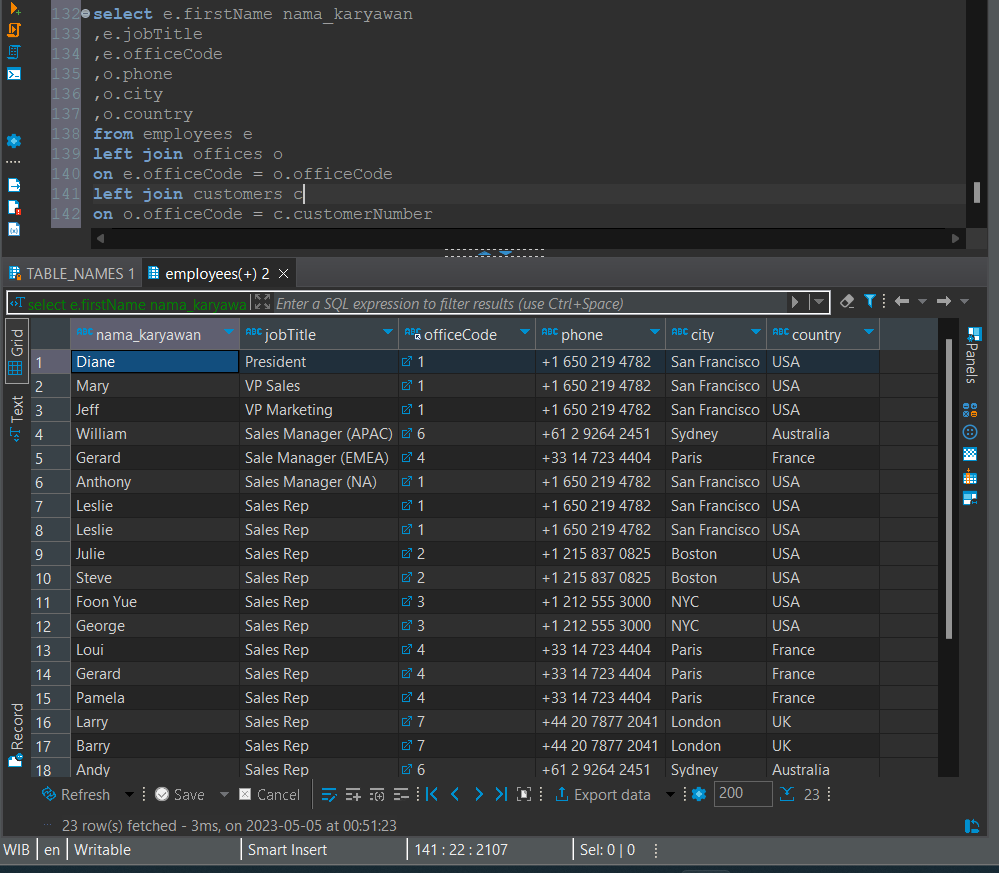 132 select e.firstName nama_karyawan
133 ,e.jobTitle
134 ,e.officeCode
135 ,o.phone
136 ,o.city
137 ,o.country
138 from employees e
139 left join offices o
140 on e.officeCode = o.officeCode
141 left join customers c
142 on o.officeCode = c.customerNumber
TABLE_NAMES 1 employees(+) 2
select e.firstName nama_karyawa Enter a SQL expression to filter results (use Ctrl+Space)
Grid
Text
Record
Panels
ABC nama_karyawan ABC jobTitle ABC officeCode ABC phone ABC city ABC country
1 Diane President 1 +1 650 219 4782 San Francisco USA
2 Mary VP Sales 1 +1 650 219 4782 San Francisco USA
3 Jeff VP Marketing 1 +1 650 219 4782 San Francisco USA
4 William Sales Manager (APAC) 6 +61 2 9264 2451 Sydney Australia
5 Gerard Sale Manager (EMEA) 4 +33 14 723 4404 Paris France
6 Anthony Sales Manager (NA) 1 +1 650 219 4782 San Francisco USA
7 Leslie Sales Rep 1 +1 650 219 4782 San Francisco USA
8 Leslie Sales Rep 1 +1 650 219 4782 San Francisco USA
9 Julie Sales Rep 2 +1 215 837 0825 Boston USA
10 Steve Sales Rep 2 +1 215 837 0825 Boston USA
11 Foon Yue Sales Rep 3 +1 212 555 3000 NYC USA
12 George Sales Rep 3 +1 212 555 3000 NYC USA
13 Loui Sales Rep 4 +33 14 723 4404 Paris France
14 Gerard Sales Rep 4 +33 14 723 4404 Paris France
15 Pamela Sales Rep 4 +33 14 723 4404 Paris France
16 Larry Sales Rep 7 +44 20 7877 2041 London UK
17 Barry Sales Rep 7 +44 20 7877 2041 London UK
18 Andy Sales Rep 6 +61 2 9264 2451 Sydney Australia
Refresh Save Cancel Export data 200 23
23 row(s) fetched - 3ms, on 2023-05-05 at 00:51:23
WIB en Writable Smart Insert 141 : 22 : 2107 Sel: 0 | 0